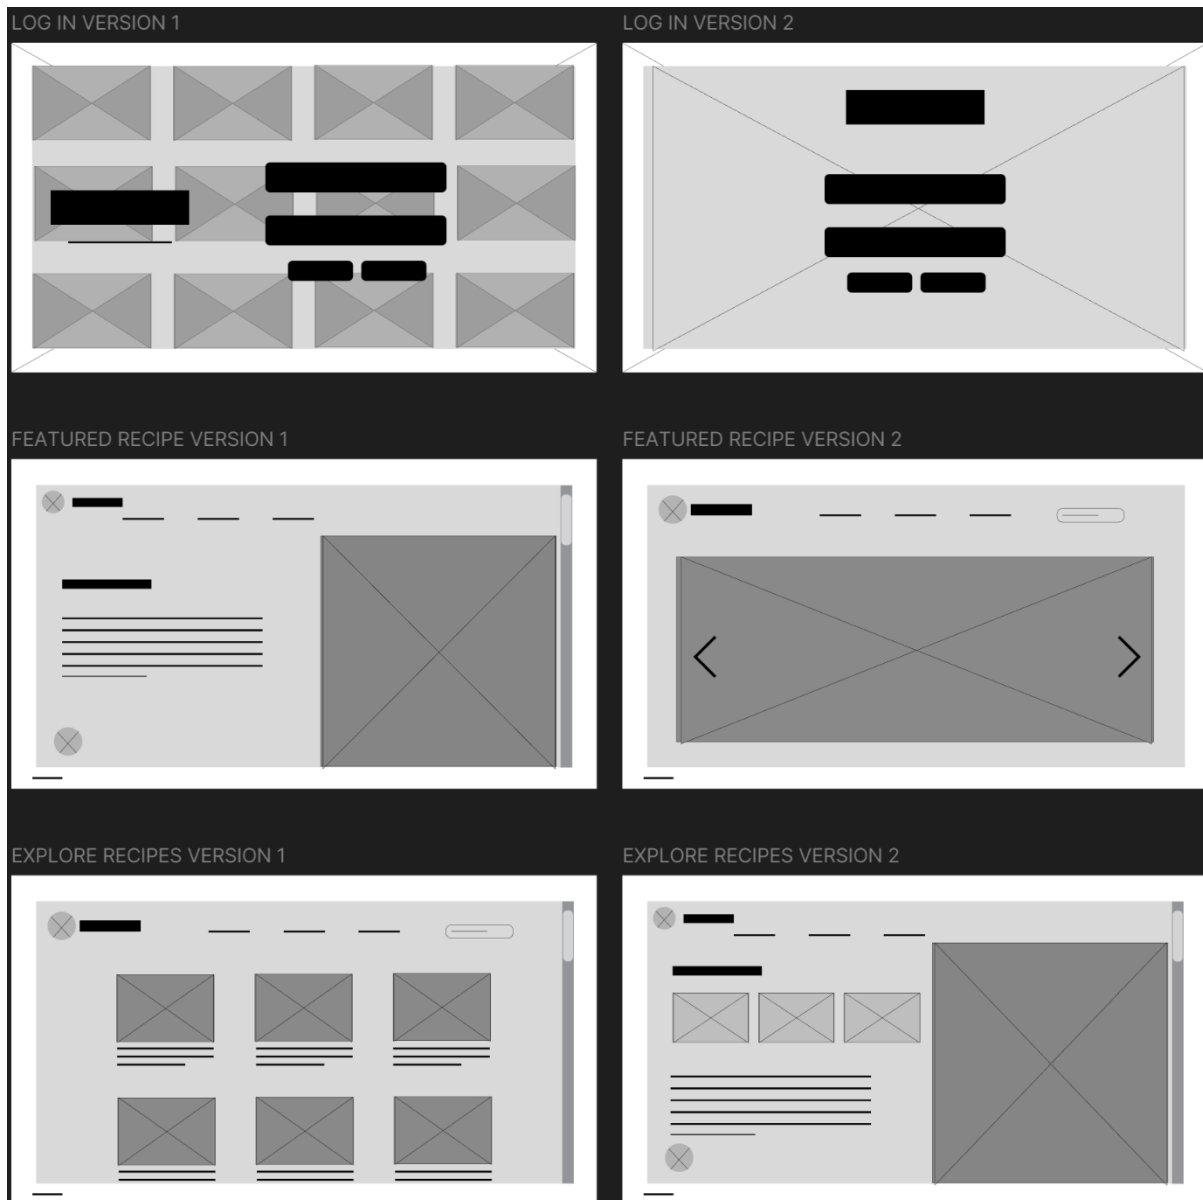 LOG IN VERSION 1
LOG IN VERSION 2
FEATURED RECIPE VERSION 1
FEATURED RECIPE VERSION 2
EXPLORE RECIPES VERSION 1
EXPLORE RECIPES VERSION 2